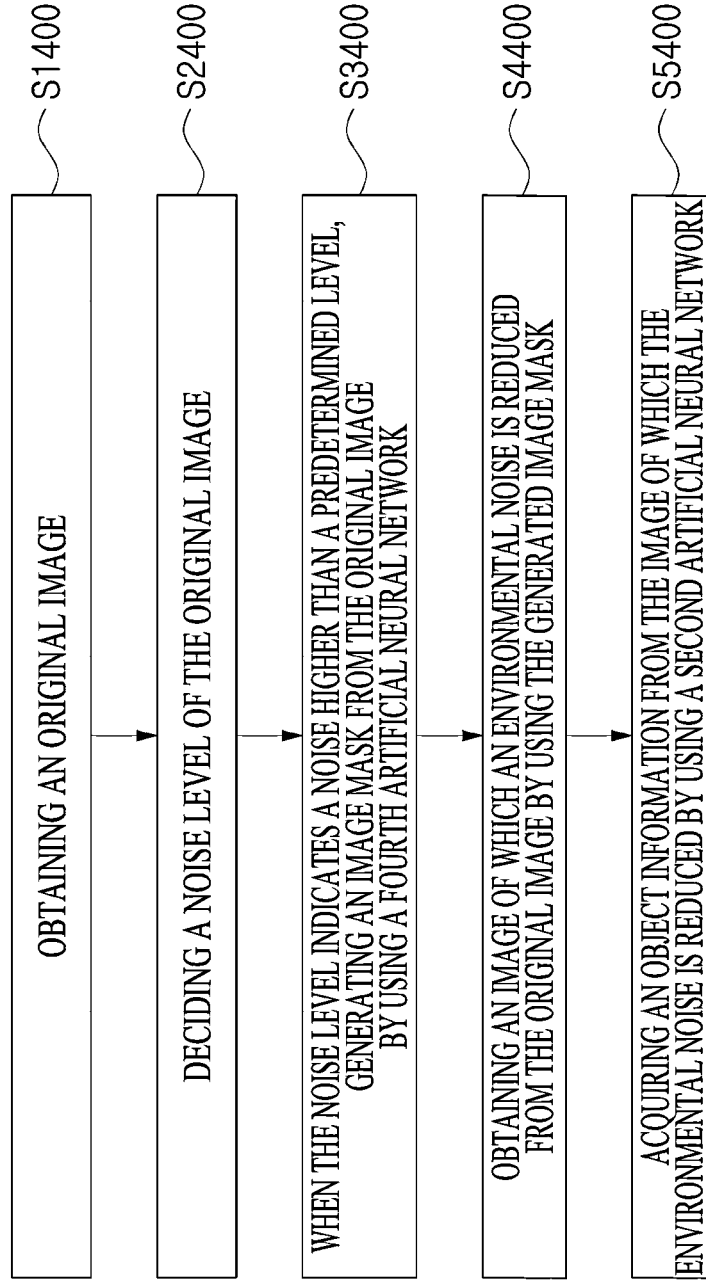 OBTAINING AN ORIGINAL IMAGE
S1400
DECIDING A NOISE LEVEL OF THE ORIGINAL IMAGE
S2400
WHEN THE NOISE LEVEL INDICATES A NOISE HIGHER THAN A PREDETERMINED LEVEL,
GENERATING AN IMAGE MASK FROM THE ORIGINAL IMAGE
BY USING A FOURTH ARTIFICIAL NEURAL NETWORK
S3400
OBTAINING AN IMAGE OF WHICH AN ENVIRONMENTAL NOISE IS REDUCED
FROM THE ORIGINAL IMAGE BY USING THE GENERATED IMAGE MASK
S4400
ACQUIRING AN OBJECT INFORMATION FROM THE IMAGE OF WHICH THE
ENVIRONMENTAL NOISE IS REDUCED BY USING A SECOND ARTIFICIAL NEURAL NETWORK
S5400